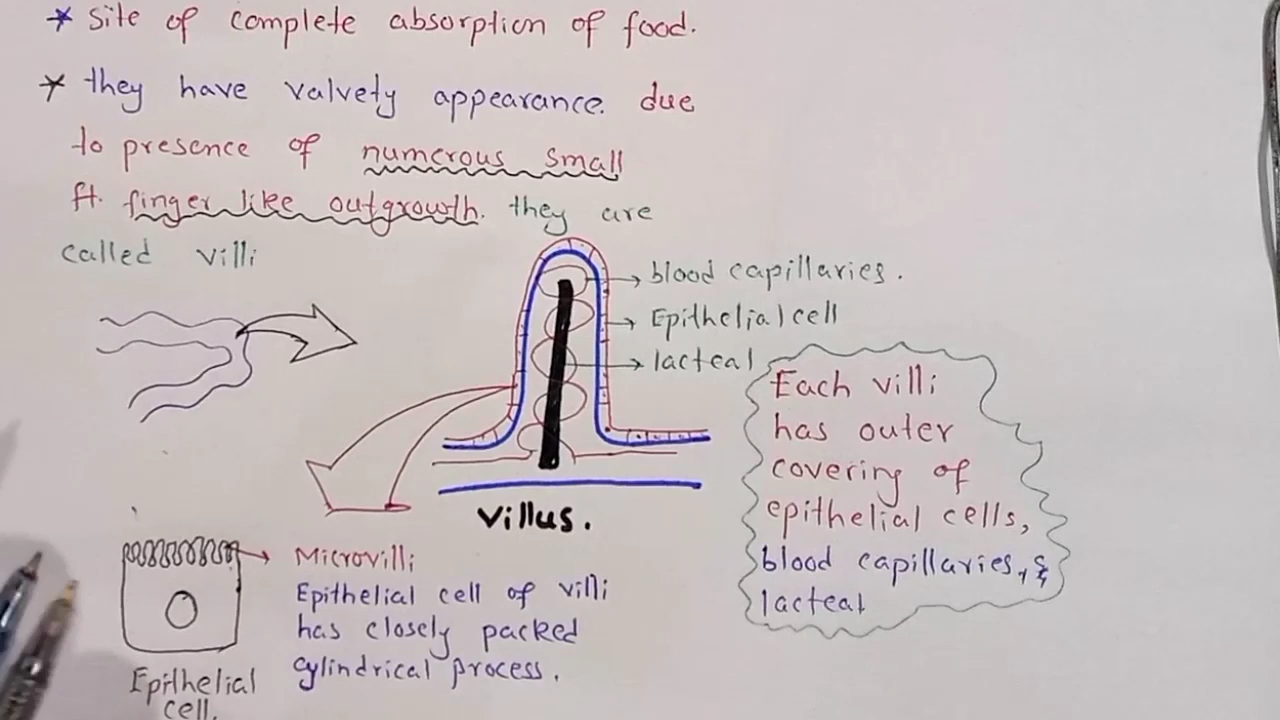 * Site of complete absorption of food.
* they have valvety appearance. due
to presence of numerous small
ft. finger like outgrowth. they are
called villi
blood capillaries.
Epithelial cell
lacteal
Each villi
has outer
covering of
epithelial cells,
blood capillaries, &
lacteal
Villus.
Microvilli
Epithelial cell of villi
has closely packed
cylindrical process.
Epithelial
cell.